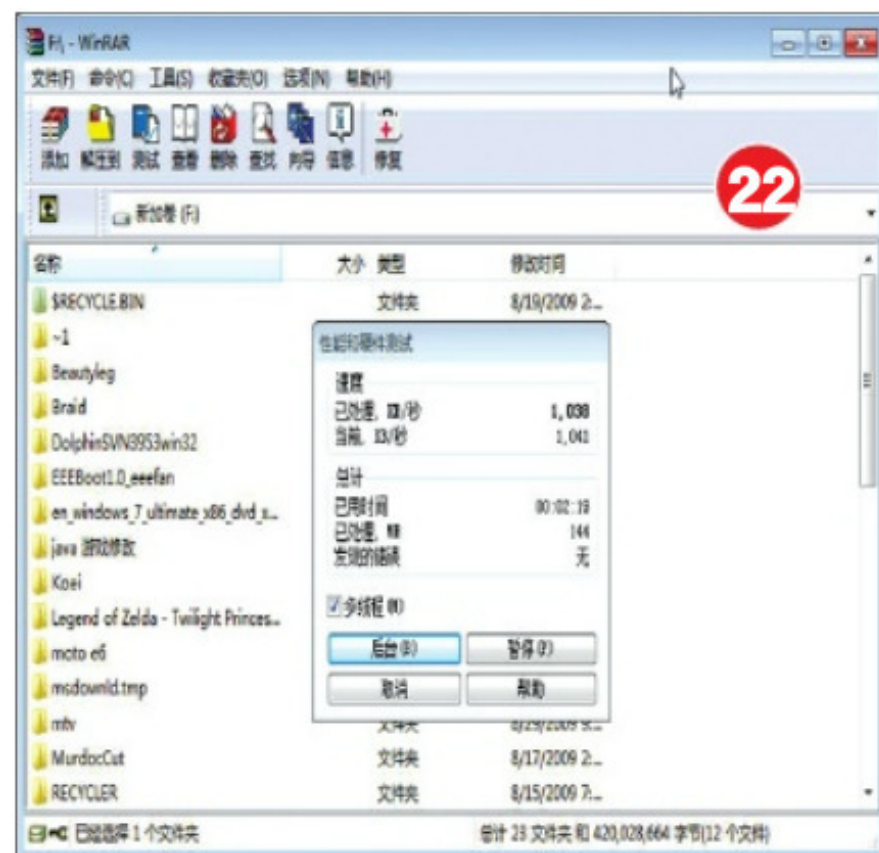 F:\ - WinRAR
文件(F) 命令(C) 工具(S) 收藏夹(O) 选项(N) 帮助(H)
添加 解压到 测试 查看 删除 查找 向导 信息 修复
22
新加卷 (F:)
名称 大小 类型 修改时间
$RECYCLE.BIN 文件夹 8/19/2009 2:...
~1
Beautyleg
Braid
DolphinSVN3953win32
EEEBoot1.0_eeefan
en_windows_7_ultimate_x86_dvd_x...
java 游戏修改
Koei
Legend of Zelda - Twilight Princes...
moto e6
msdownld.tmp
mtv 文件夹
MurdocCut 文件夹 8/17/2009 2:...
RECYCLER 文件夹 8/15/2009 7:...
性能和硬件测试
速度
已处理, KB/秒 1,038
当前, KB/秒 1,041
总计
已用时间 00:02:19
已处理, MB 144
发现的错误 无
多线程(M)
后台(B) 暂停(P)
取消 帮助
已经选择 1 个文件夹 总计 23 文件夹 和 420,028,664 字节(12 个文件)